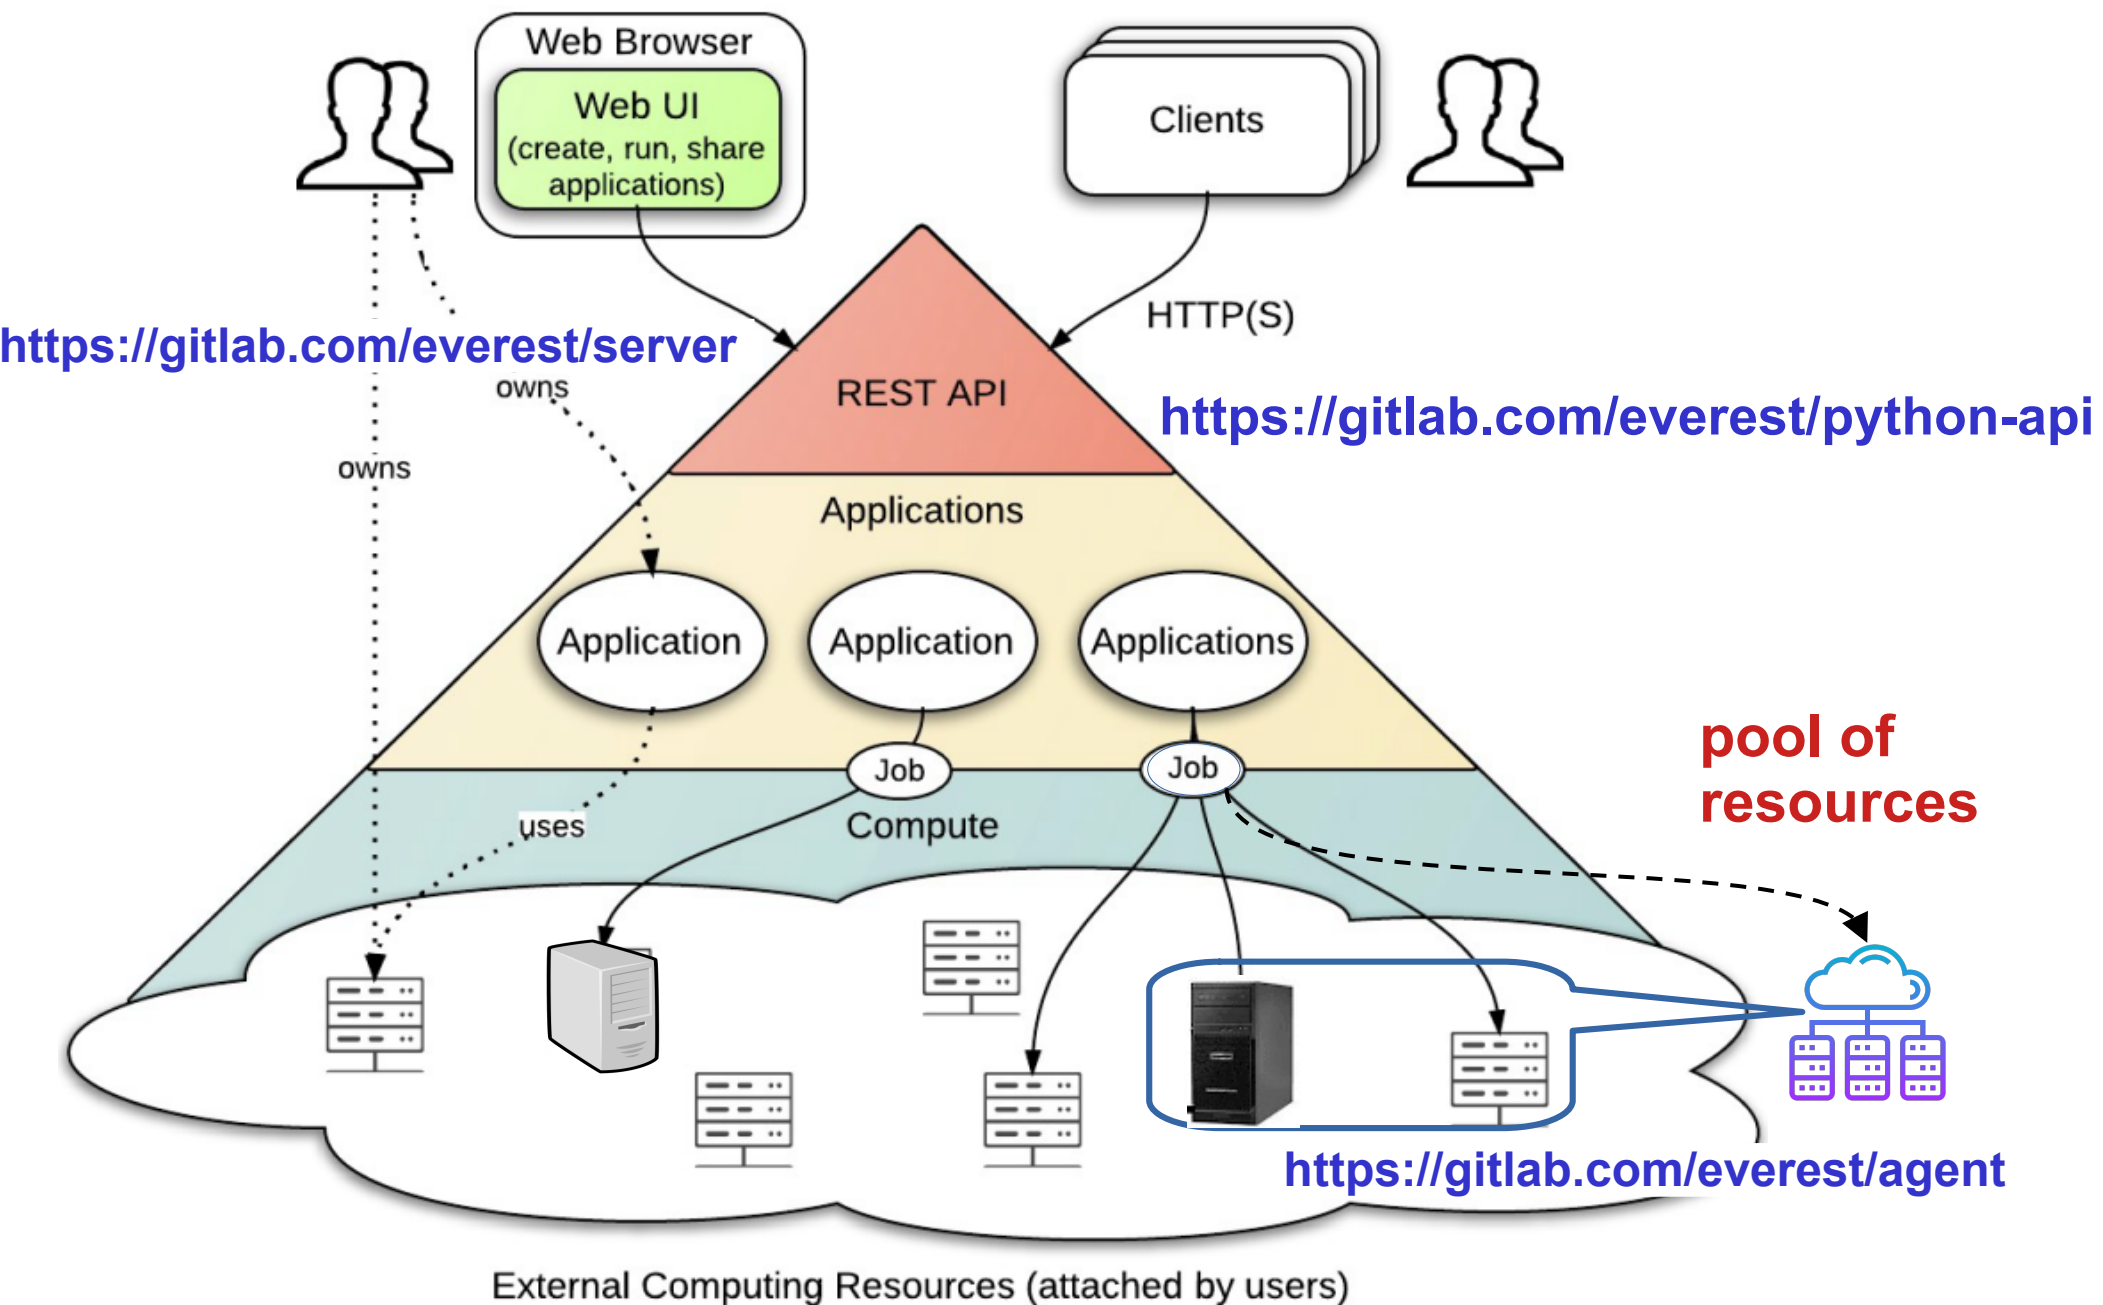 Web Browser
Web UI
(create, run, share
applications)
Clients
HTTP(S)
https://gitlab.com/everest/server
owns
REST API
https://gitlab.com/everest/python-api
owns
Applications
Application
Application
Applications
pool of
resources
Job
Job
uses
Compute
https://gitlab.com/everest/agent
External Computing Resources (attached by users)